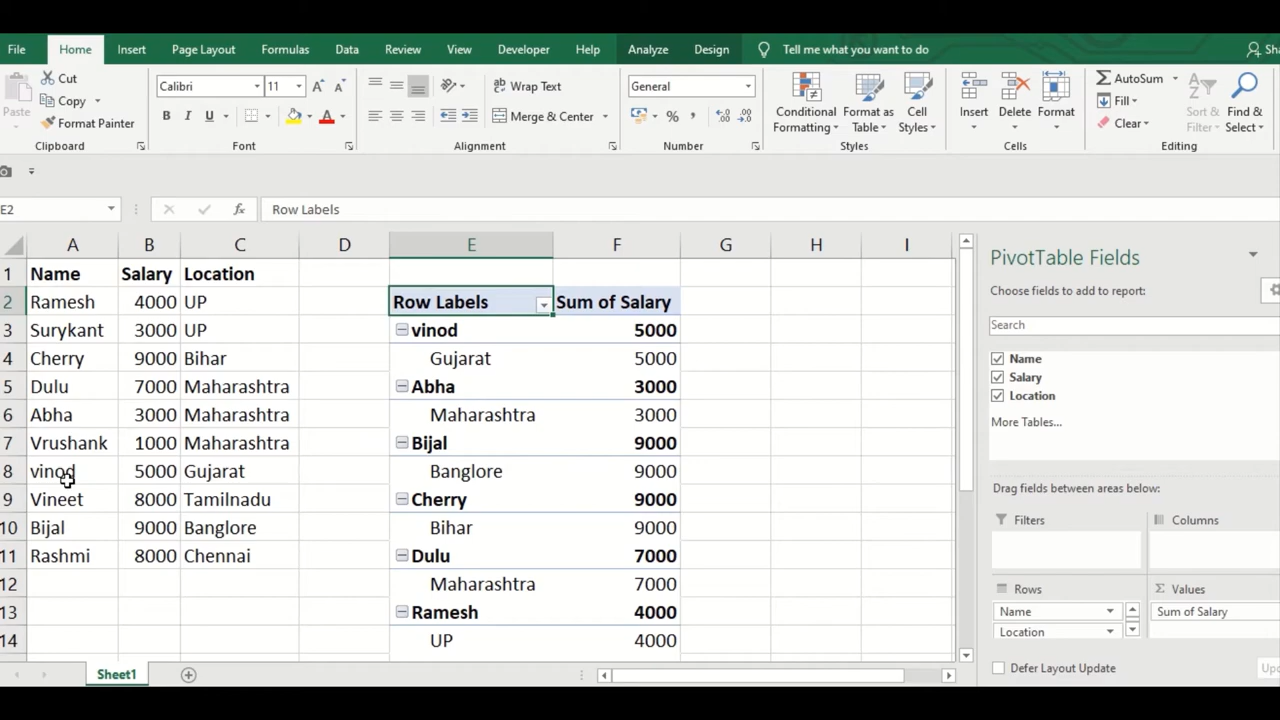 File Home Insert Page Layout Formulas Data Review View Developer Help Analyze Design Tell me what you want to do
Cut
Copy
Format Painter
Paste
Calibri 11
B I U
Wrap Text
Merge & Center
General
Conditional Formatting
Format as Table
Cell Styles
Insert Delete Format
AutoSum
Fill
Clear
Sort & Filter
Find & Select
Clipboard Font Alignment Number Styles Cells Editing
E2 fx Row Labels
A B C D E F G H I
1 Name Salary Location
2 Ramesh 4000 UP Row Labels Sum of Salary
3 Surykant 3000 UP vinod 5000
4 Cherry 9000 Bihar Gujarat 5000
5 Dulu 7000 Maharashtra Abha 3000
6 Abha 3000 Maharashtra Maharashtra 3000
7 Vrushank 1000 Maharashtra Bijal 9000
8 vinod 5000 Gujarat Banglore 9000
9 Vineet 8000 Tamilnadu Cherry 9000
10 Bijal 9000 Banglore Bihar 9000
11 Rashmi 8000 Chennai Dulu 7000
12 Maharashtra 7000
13 Ramesh 4000
14 UP 4000
Sheet1
PivotTable Fields
Choose fields to add to report:
Search
Name
Salary
Location
More Tables...
Drag fields between areas below:
Filters Columns
Rows Σ Values
Name Sum of Salary
Location
Defer Layout Update